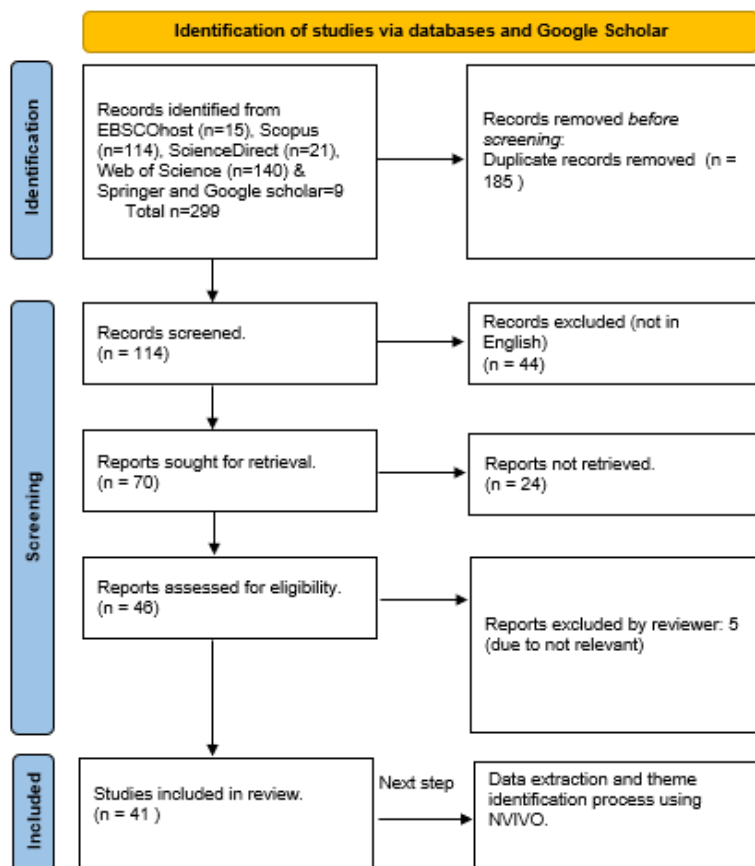 Identification of studies via databases and Google Scholar
Identification
Records identified from
EBSCOhost (n=15), Scopus
(n=114), ScienceDirect (n=21),
Web of Science (n=140) &
Springer and Google scholar=9
Total n=299
Records removed before
screening:
Duplicate records removed (n =
185 )
Screening
Records screened.
(n = 114)
Records excluded (not in
English)
(n = 44)
Reports sought for retrieval.
(n = 70)
Reports not retrieved.
(n = 24)
Reports assessed for eligibility.
(n = 46)
Reports excluded by reviewer: 5
(due to not relevant)
Included
Studies included in review.
(n = 41 )
Next step
Data extraction and theme
identification process using
NVIVO.